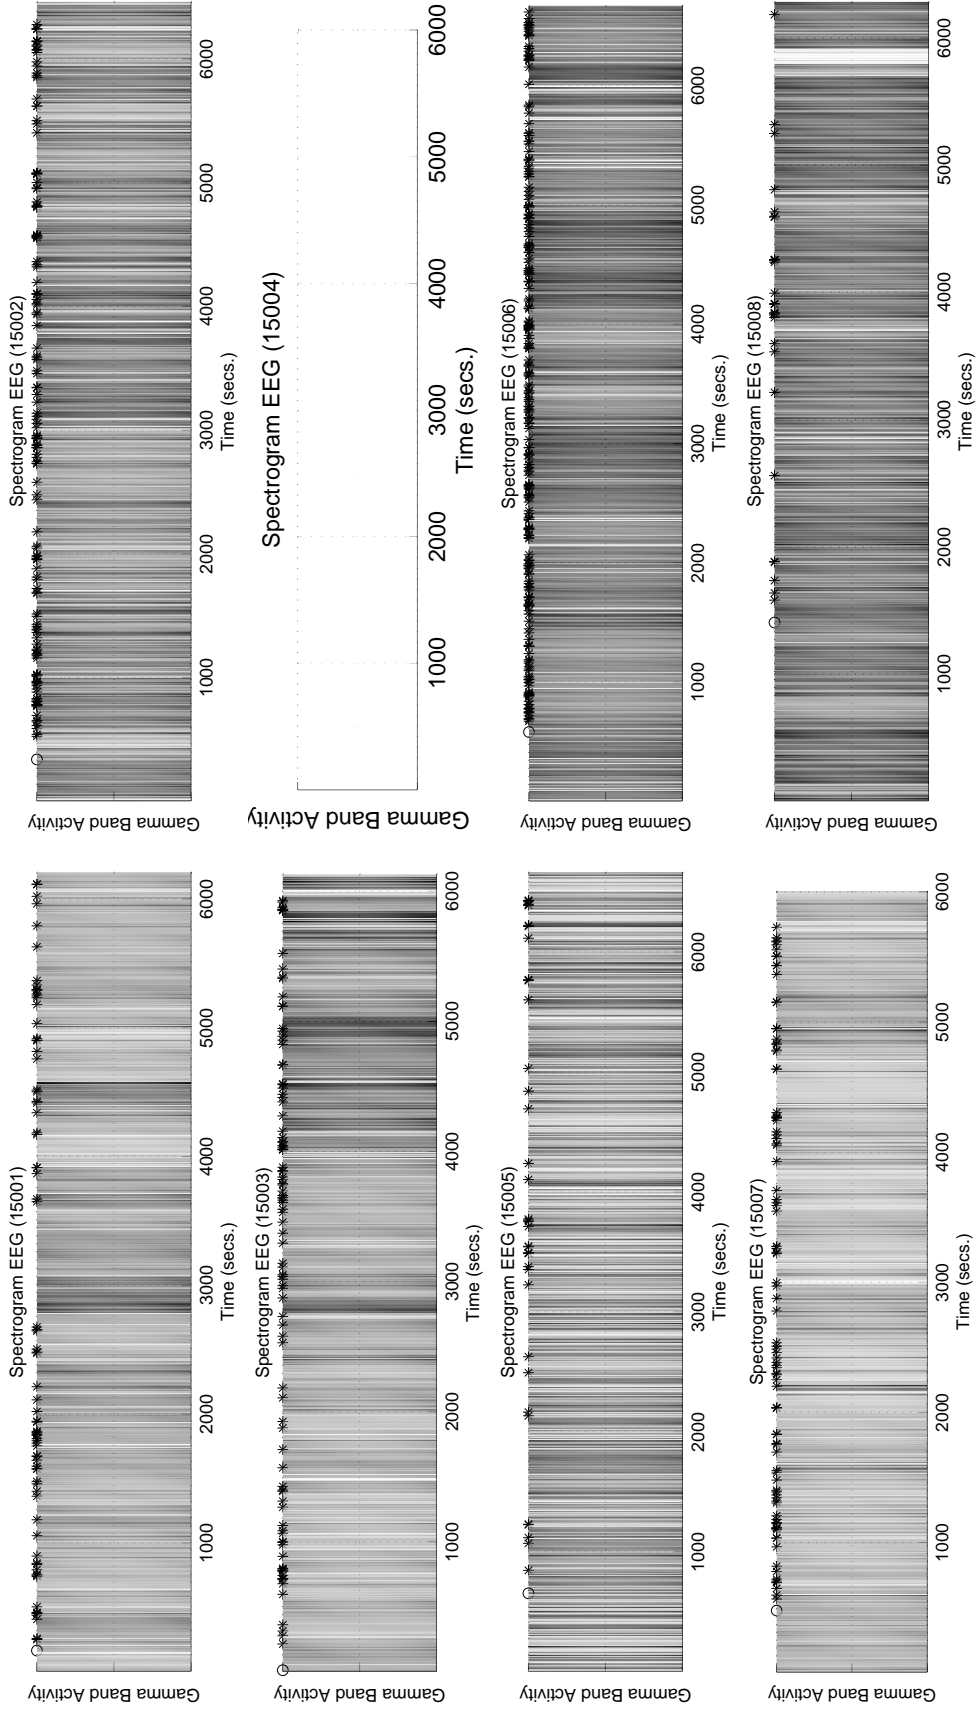 Spectrogram EEG (15001)
Gamma Band Activity
1000 2000 3000 4000 5000 6000
Time (secs.)
Spectrogram EEG (15002)
Gamma Band Activity
1000 2000 3000 4000 5000 6000
Time (secs.)
Spectrogram EEG (15003)
Gamma Band Activity
1000 2000 3000 4000 5000 6000
Time (secs.)
Spectrogram EEG (15004)
Gamma Band Activity
1000 2000 3000 4000 5000 6000
Time (secs.)
Spectrogram EEG (15005)
Gamma Band Activity
1000 2000 3000 4000 5000 6000
Time (secs.)
Spectrogram EEG (15006)
Gamma Band Activity
1000 2000 3000 4000 5000 6000
Time (secs.)
Spectrogram EEG (15007)
Gamma Band Activity
1000 2000 3000 4000 5000 6000
Time (secs.)
Spectrogram EEG (15008)
Gamma Band Activity
1000 2000 3000 4000 5000 6000
Time (secs.)